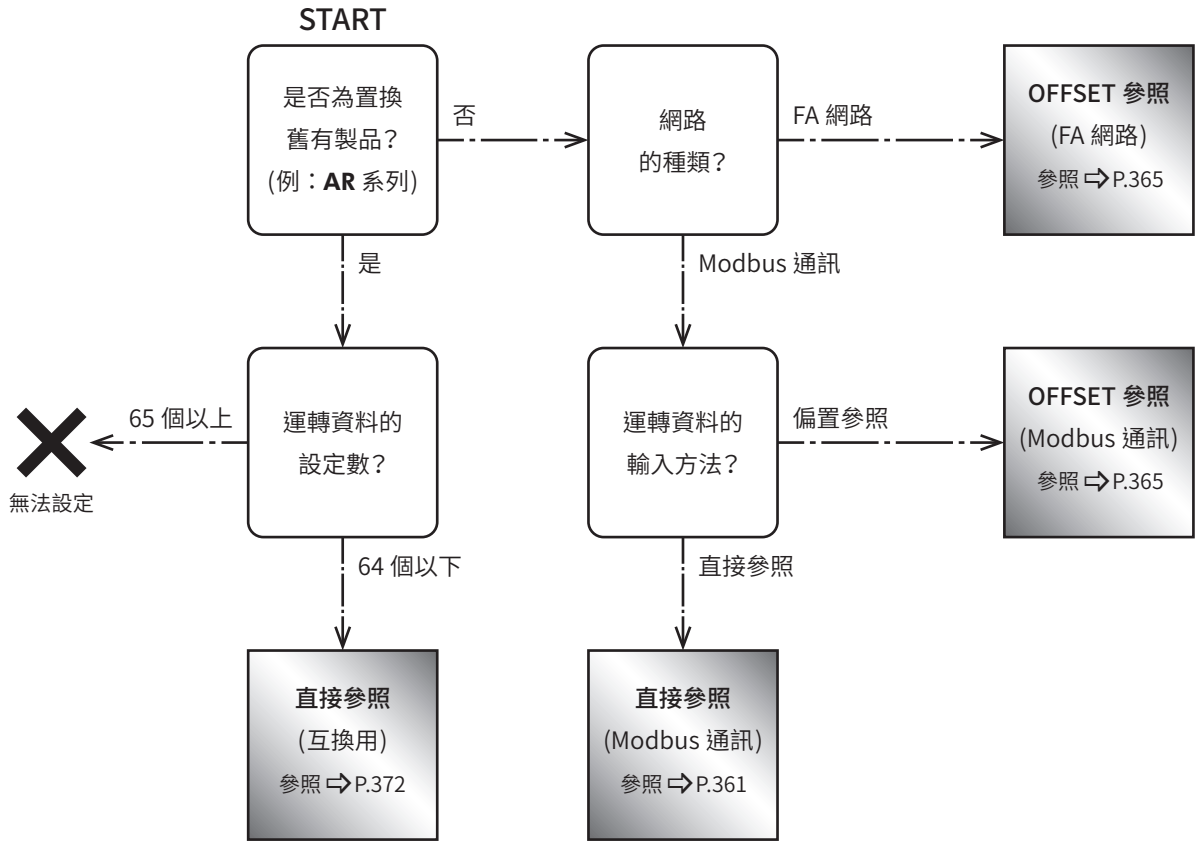 START
是否為置換
舊有製品?
(例：AR 系列)
否
網路
的種類?
FA 網路
OFFSET 參照
(FA 網路)
參照 ⇨ P.365
是
Modbus 通訊
65 個以上
無法設定
運轉資料的
設定數?
運轉資料的
輸入方法?
偏置參照
OFFSET 參照
(Modbus 通訊)
參照 ⇨ P.365
64 個以下
直接參照
直接參照
(互換用)
參照 ⇨ P.372
直接參照
(Modbus 通訊)
參照 ⇨ P.361